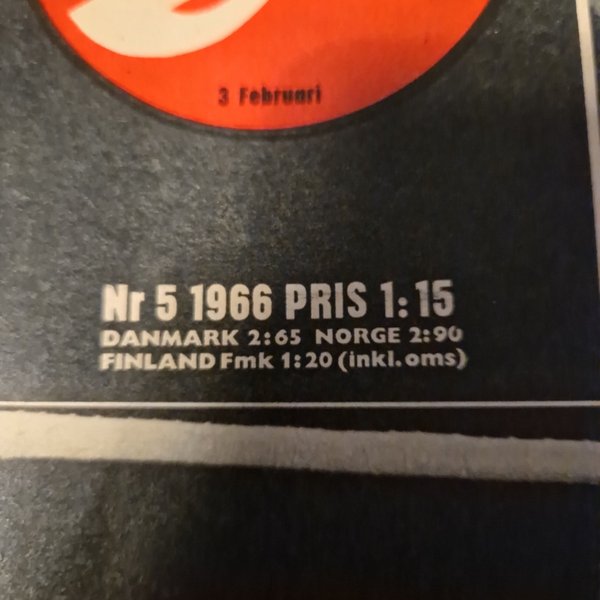 3 Februari
Nr 5 1966 PRIS 1:15
DANMARK 2:65 NORGE 2:90
FINLAND Fmk 1:20 (inkl.oms)